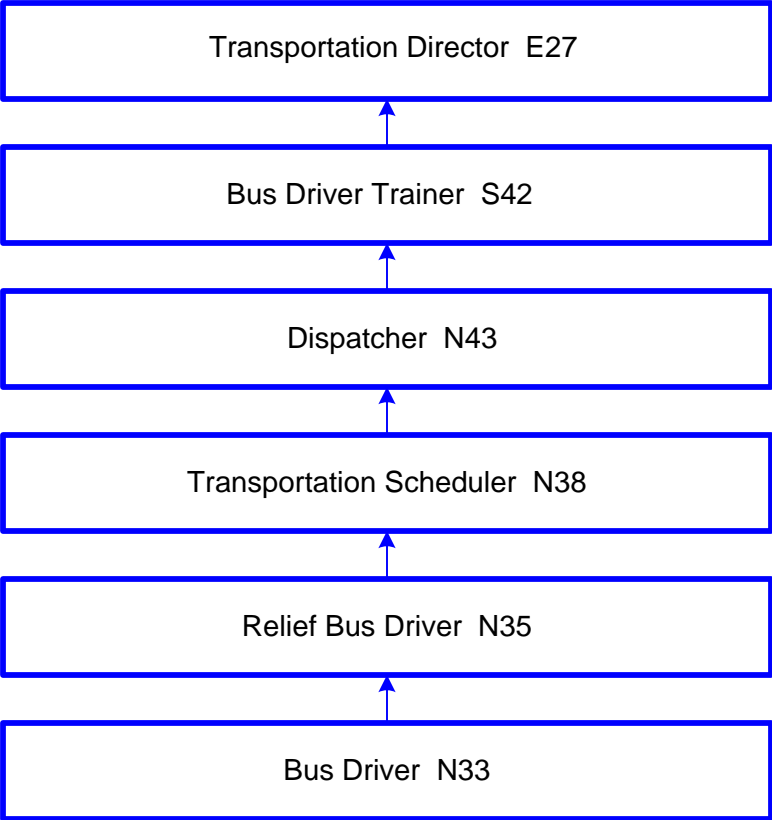 Transportation Director E27
Bus Driver Trainer S42
Dispatcher N43
Transportation Scheduler N38
Relief Bus Driver N35
Bus Driver N33